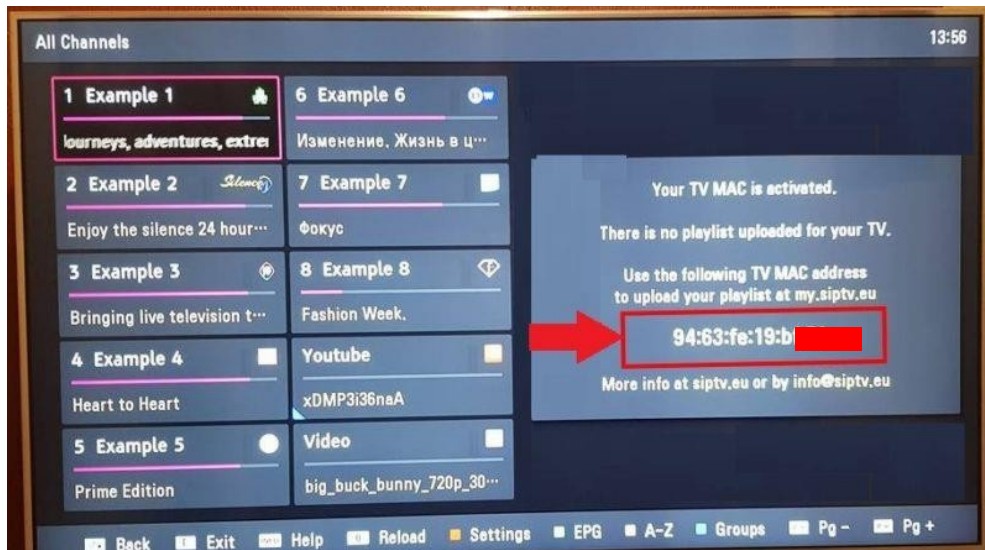 All Channels
13:56
1 Example 1
Journeys, adventures, extrem
2 Example 2
Silence
Enjoy the silence 24 hour···
3 Example 3
Bringing live television t···
4 Example 4
Heart to Heart
5 Example 5
Prime Edition
6 Example 6
Изменение. Жизнь в ц···
7 Example 7
Фокус
8 Example 8
Fashion Week.
Youtube
xDMP3i36naA
Video
big_buck_bunny_720p_30···
Your TV MAC is activated.
There is no playlist uploaded for your TV.
Use the following TV MAC address
to upload your playlist at my.siptv.eu
94:63:fe:19:b
More info at siptv.eu or by info@siptv.eu
Back Exit Help Reload Settings EPG A-Z Groups Pg - Pg +